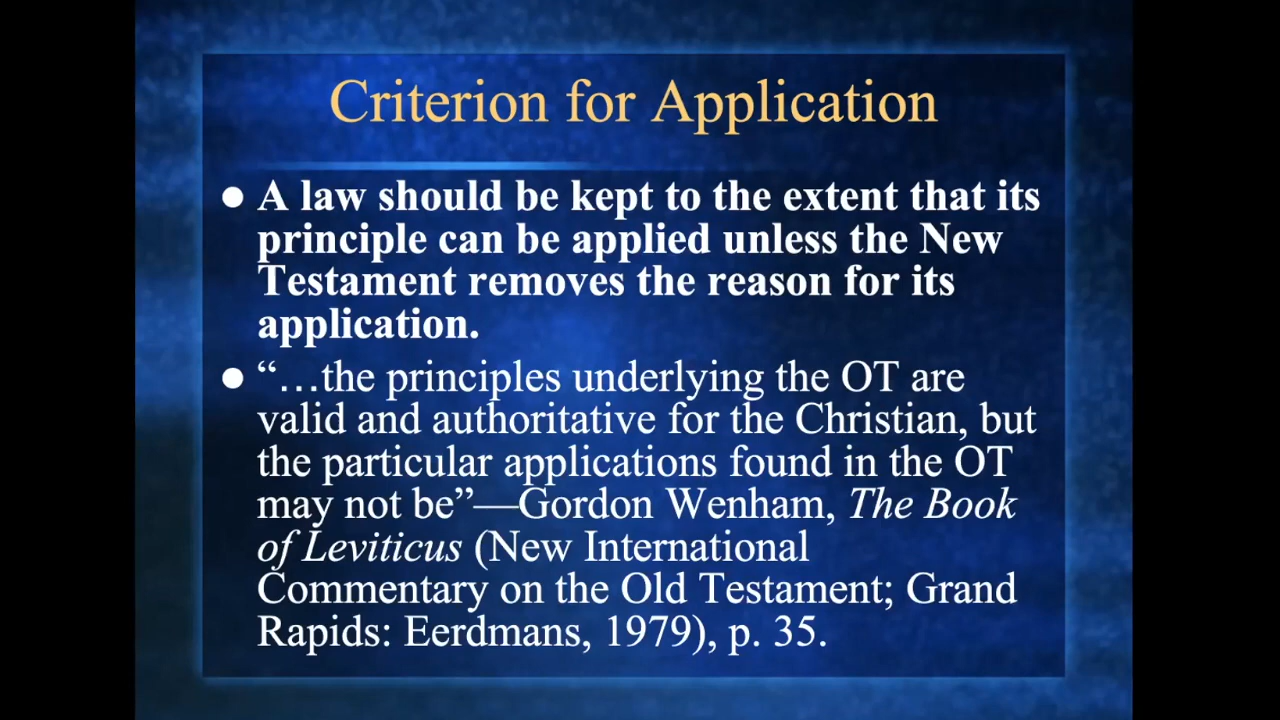 Criterion for Application
● A law should be kept to the extent that its
principle can be applied unless the New
Testament removes the reason for its
application.
● “…the principles underlying the OT are
valid and authoritative for the Christian, but
the particular applications found in the OT
may not be”—Gordon Wenham, The Book
of Leviticus (New International
Commentary on the Old Testament; Grand
Rapids: Eerdmans, 1979), p. 35.